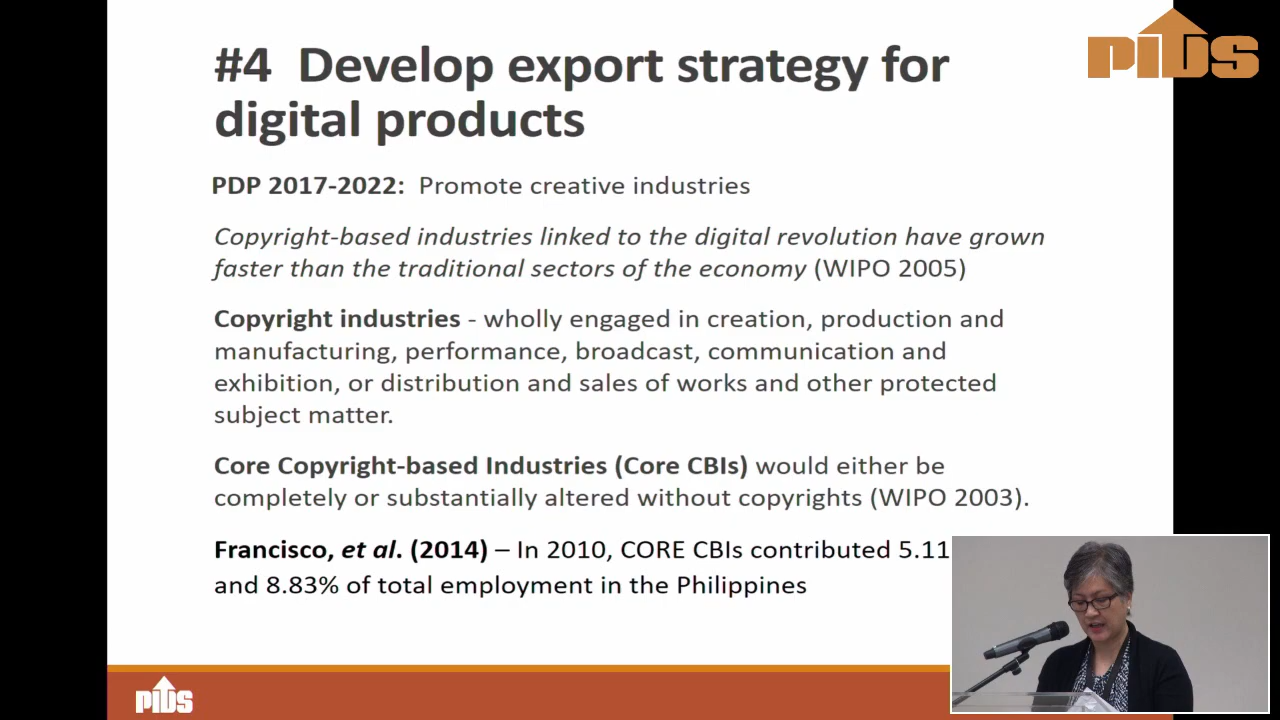 PIDS
#4 Develop export strategy for
digital products
PDP 2017-2022: Promote creative industries
Copyright-based industries linked to the digital revolution have grown
faster than the traditional sectors of the economy (WIPO 2005)
Copyright industries - wholly engaged in creation, production and
manufacturing, performance, broadcast, communication and
exhibition, or distribution and sales of works and other protected
subject matter.
Core Copyright-based Industries (Core CBIs) would either be
completely or substantially altered without copyrights (WIPO 2003).
Francisco, et al. (2014) – In 2010, CORE CBIs contributed 5.11
and 8.83% of total employment in the Philippines
PIDS